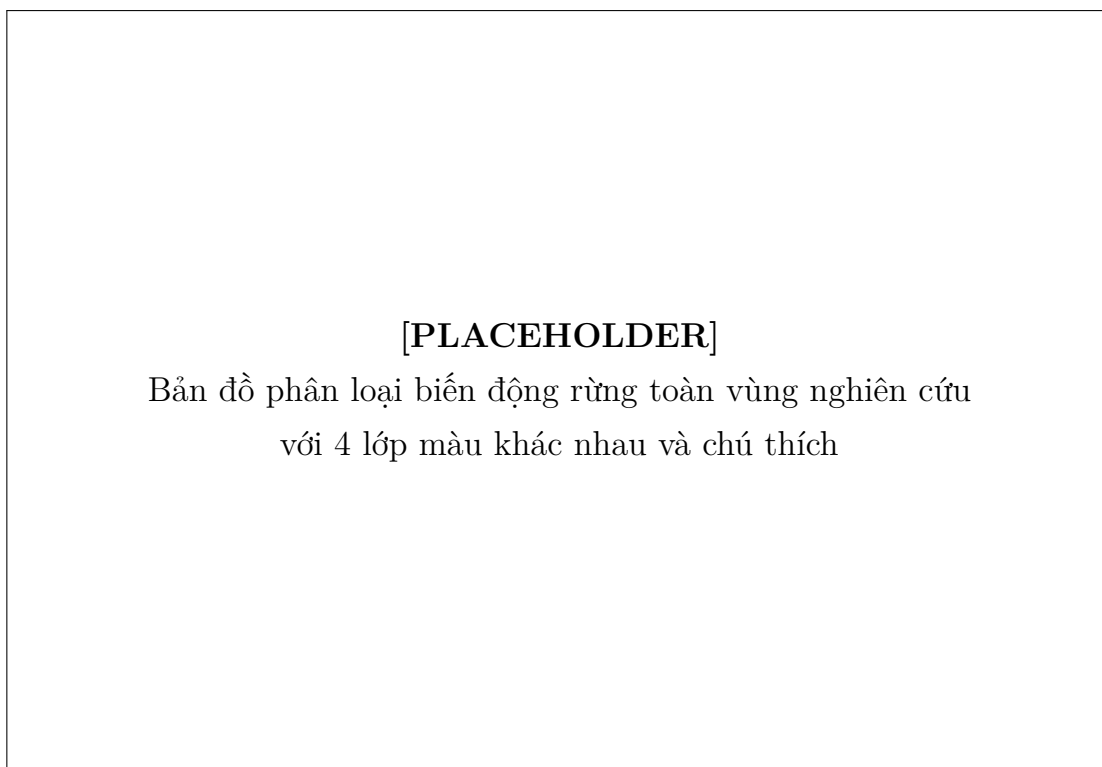 [PLACEHOLDER]
Bản đồ phân loại biến động rừng toàn vùng nghiên cứu
với 4 lớp màu khác nhau và chú thích